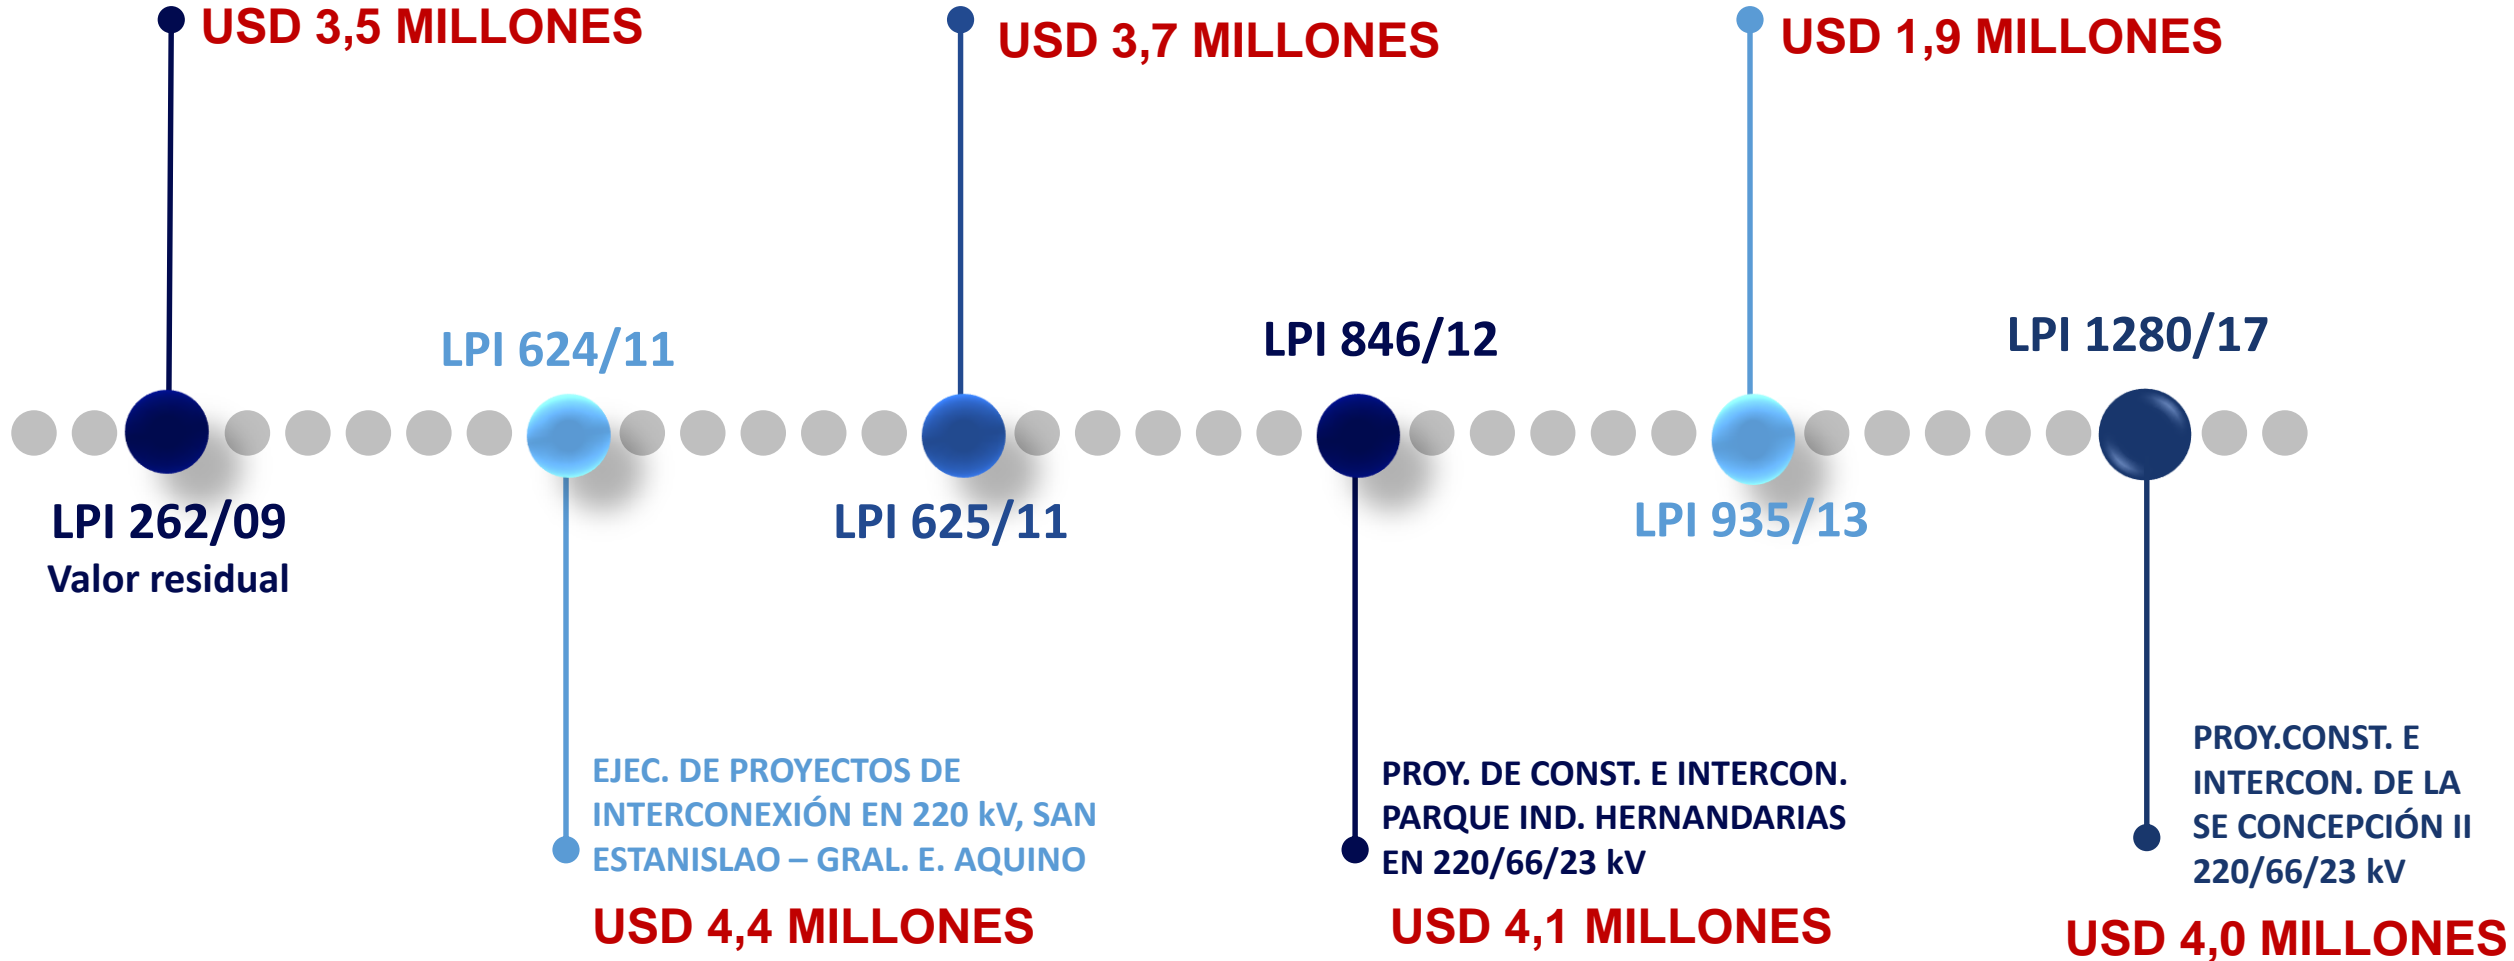 USD 3,5 MILLONES
USD 3,7 MILLONES
USD 1,9 MILLONES
LPI 624/11
LPI 846/12
LPI 1280/17
LPI 262/09
Valor residual
LPI 625/11
LPI 935/13
EJEC. DE PROYECTOS DE
INTERCONEXIÓN EN 220 kV, SAN
ESTANISLAO – GRAL. E. AQUINO
USD 4,4 MILLONES
PROY. DE CONST. E INTERCON.
PARQUE IND. HERNANDARIAS
EN 220/66/23 kV
USD 4,1 MILLONES
PROY.CONST. E
INTERCON. DE LA
SE CONCEPCIÓN II
220/66/23 kV
USD 4,0 MILLONES